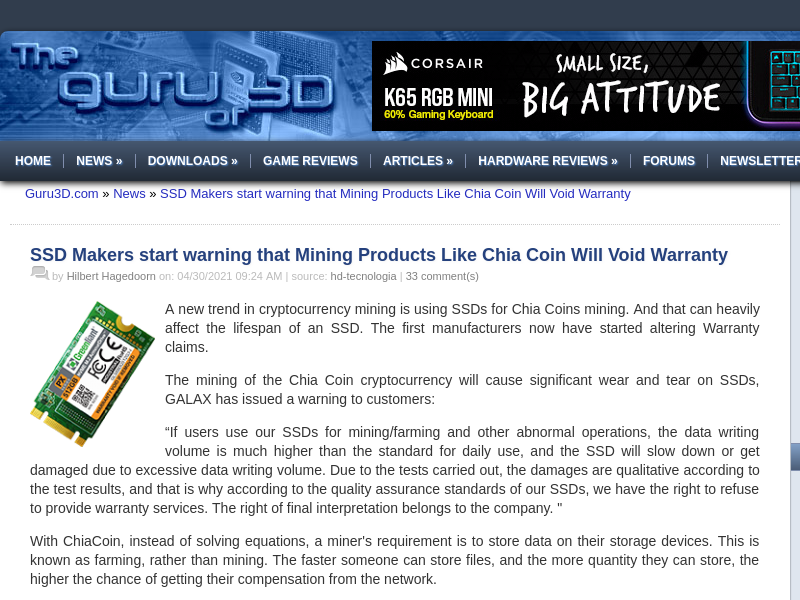 The guru of 3D
CORSAIR
K65 RGB MINI
60% Gaming Keyboard
SMALL SIZE,
BIG ATTITUDE
HOME NEWS » DOWNLOADS » GAME REVIEWS ARTICLES » HARDWARE REVIEWS » FORUMS NEWSLETTER
Guru3D.com » News » SSD Makers start warning that Mining Products Like Chia Coin Will Void Warranty
SSD Makers start warning that Mining Products Like Chia Coin Will Void Warranty
by Hilbert Hagedoorn on: 04/30/2021 09:24 AM | source: hd-tecnologia | 33 comment(s)
Greenliant
PX
512GB
A new trend in cryptocurrency mining is using SSDs for Chia Coins mining. And that can heavily
affect the lifespan of an SSD. The first manufacturers now have started altering Warranty
claims.
The mining of the Chia Coin cryptocurrency will cause significant wear and tear on SSDs,
GALAX has issued a warning to customers:
“If users use our SSDs for mining/farming and other abnormal operations, the data writing
volume is much higher than the standard for daily use, and the SSD will slow down or get
damaged due to excessive data writing volume. Due to the tests carried out, the damages are qualitative according to
the test results, and that is why according to the quality assurance standards of our SSDs, we have the right to refuse
to provide warranty services. The right of final interpretation belongs to the company. "
With ChiaCoin, instead of solving equations, a miner's requirement is to store data on their storage devices. This is
known as farming, rather than mining. The faster someone can store files, and the more quantity they can store, the
higher the chance of getting their compensation from the network.